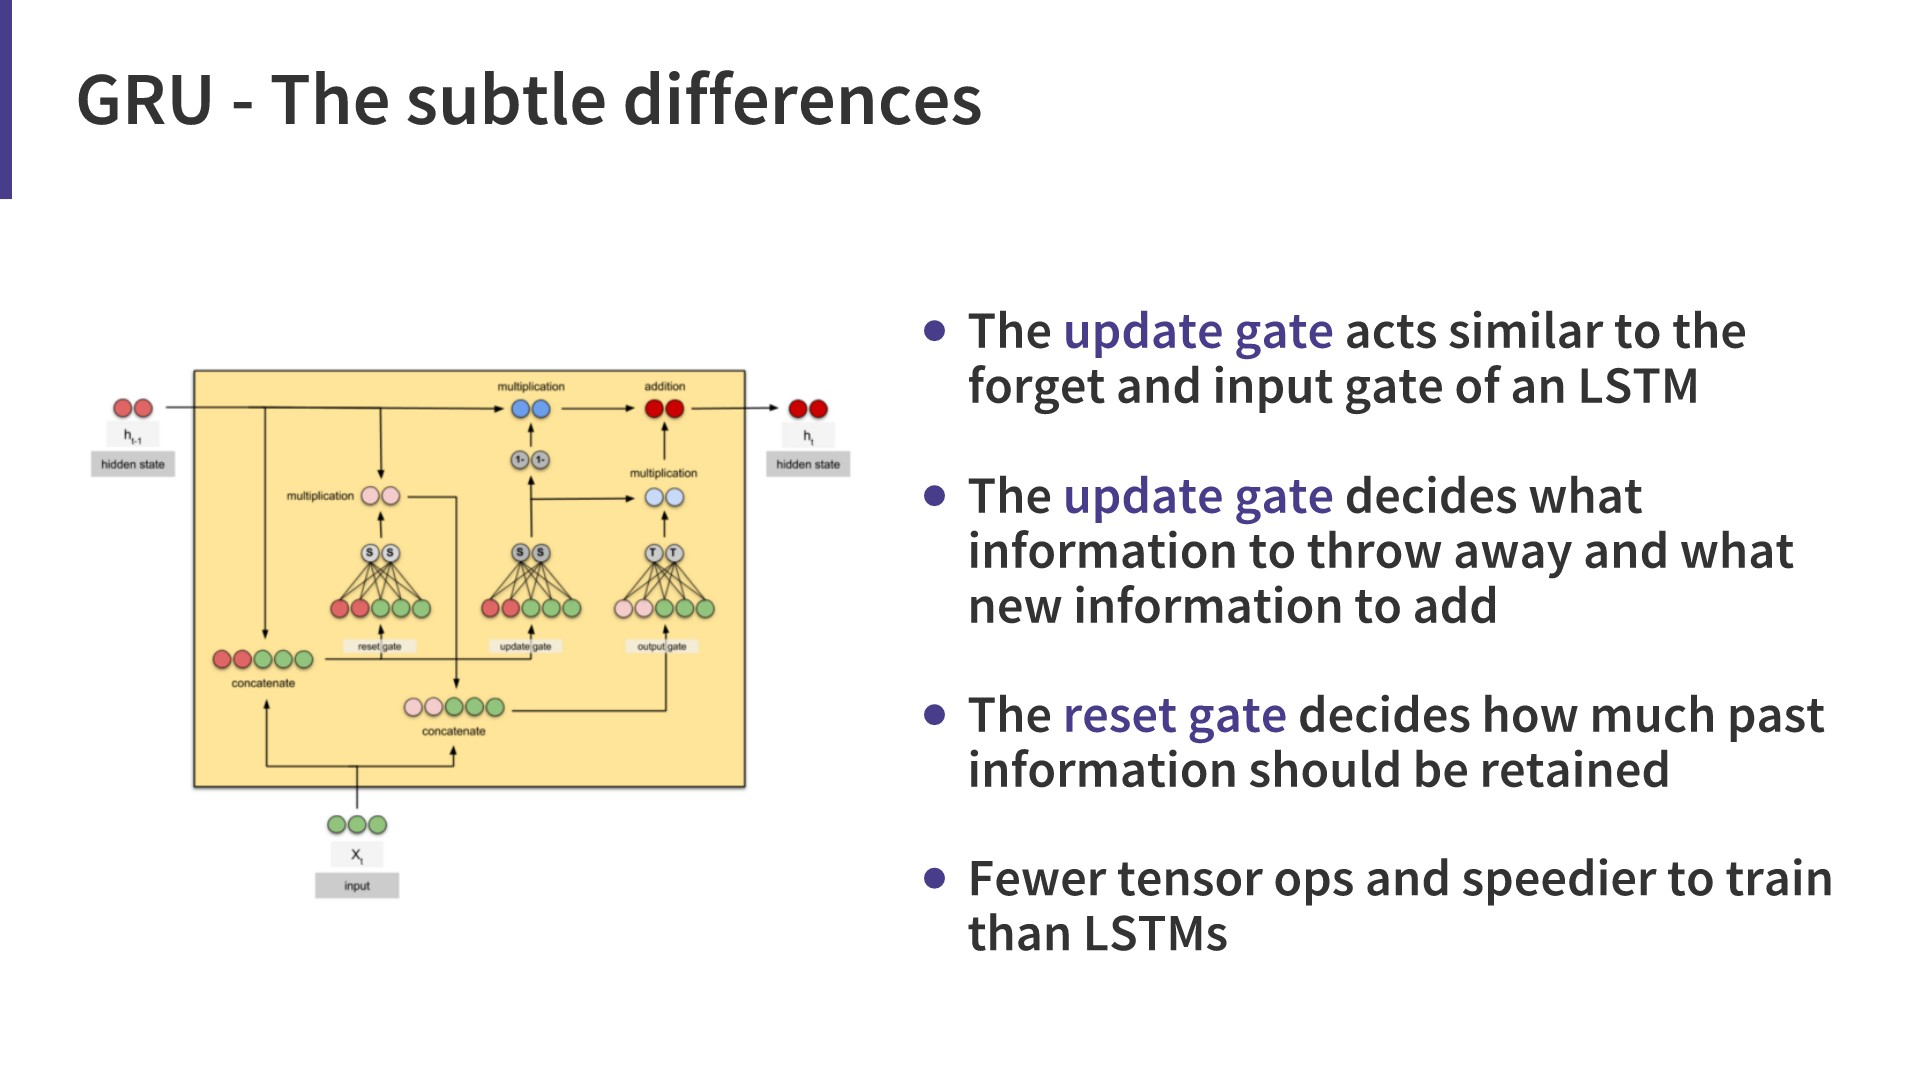 GRU - The subtle differences
multiplication
addition
h t-1
hidden state
h t
hidden state
1- 1-
multiplication
multiplication
S S
S S
T T
reset gate
update gate
output gate
concatenate
concatenate
X t
input
The update gate acts similar to the
forget and input gate of an LSTM
The update gate decides what
information to throw away and what
new information to add
The reset gate decides how much past
information should be retained
Fewer tensor ops and speedier to train
than LSTMs